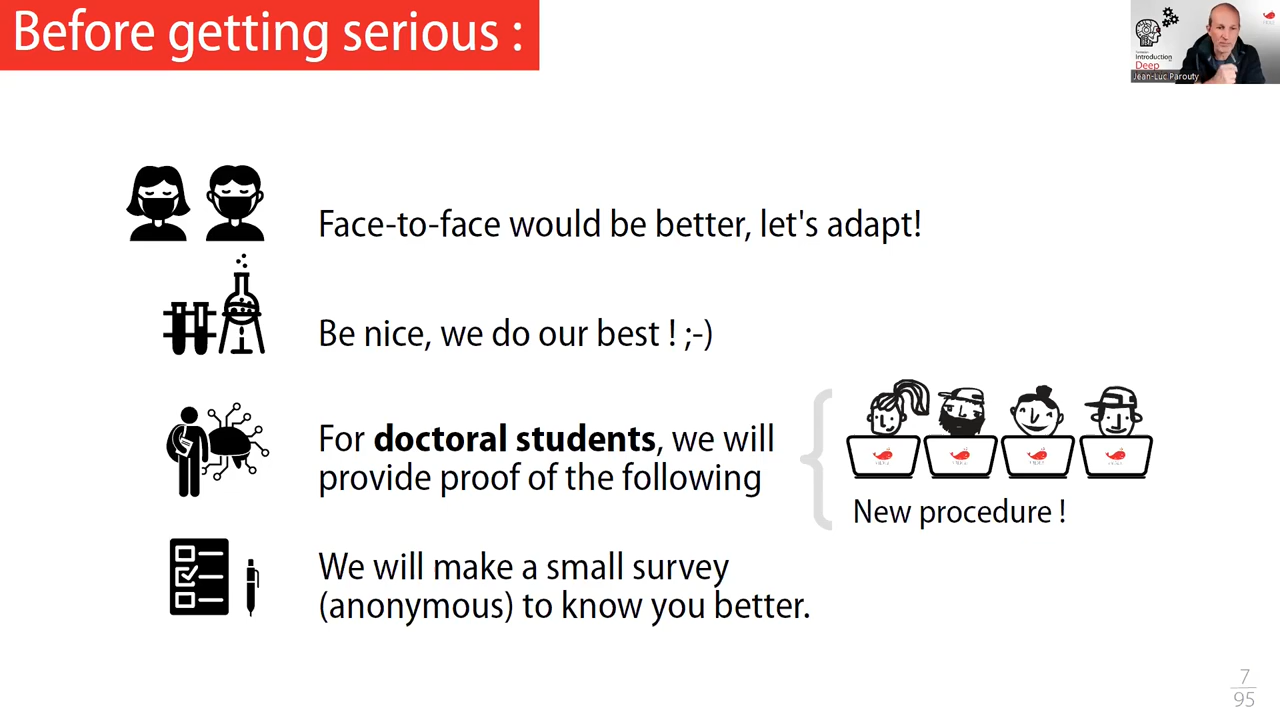 Before getting serious :
Introduction
Deep
Jean-Luc Parouty
Face-to-face would be better, let's adapt!
Be nice, we do our best ! ;-)
For doctoral students, we will
provide proof of the following
New procedure !
We will make a small survey
(anonymous) to know you better.
7
95